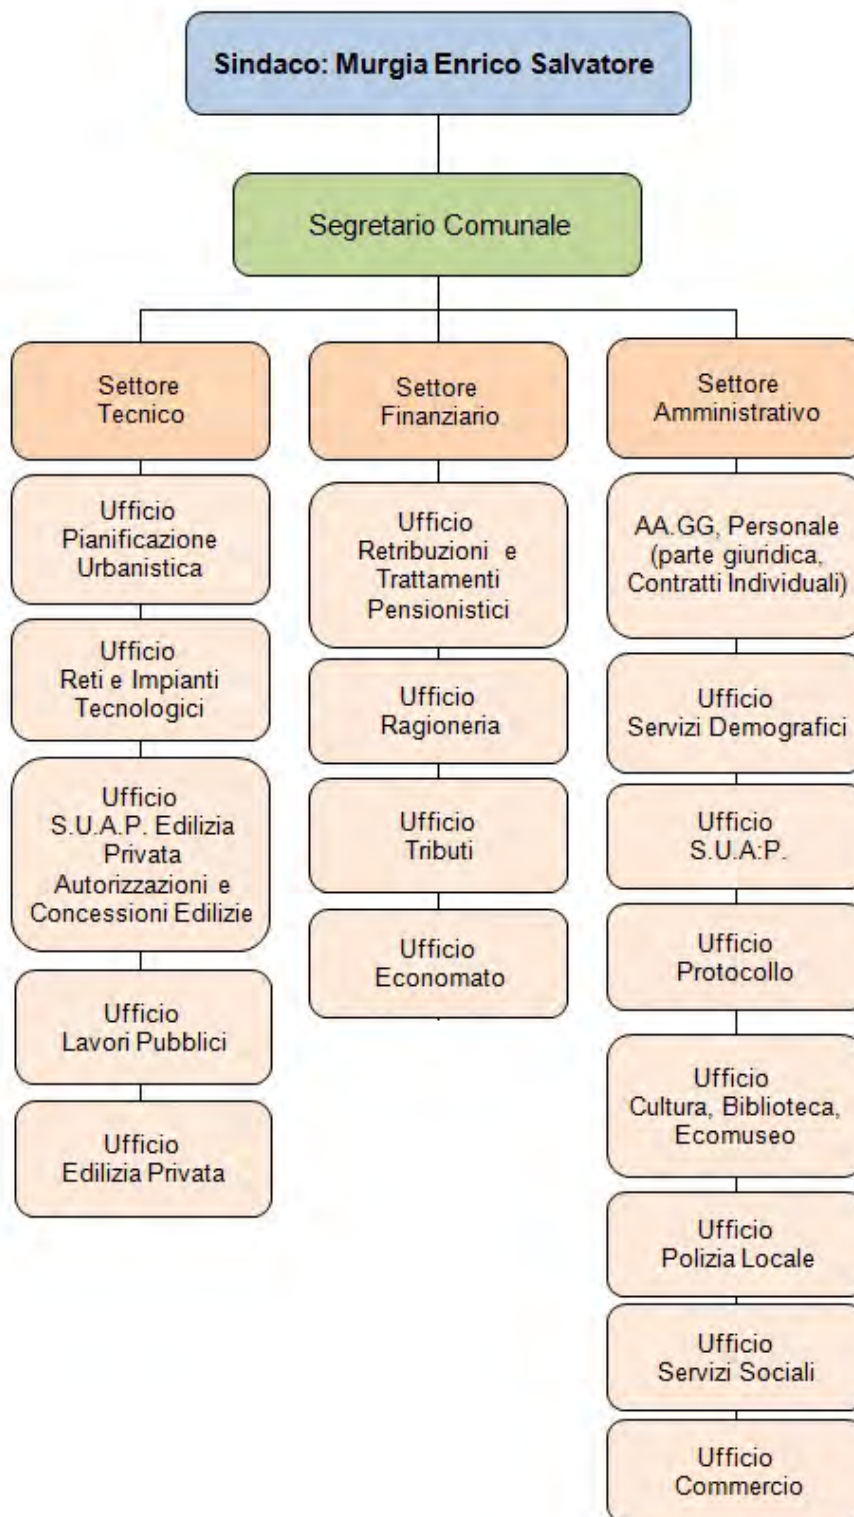 Sindaco: Murgia Enrico Salvatore
Segretario Comunale
Settore
Tecnico
Ufficio
Pianificazione
Urbanistica
Ufficio
Reti e Impianti
Tecnologici
Ufficio
S.U.A.P. Edilizia
Privata
Autorizzazioni e
Concessioni Edilizie
Ufficio
Lavori Pubblici
Ufficio
Edilizia Privata
Settore
Finanziario
Ufficio
Retribuzioni e
Trattamenti
Pensionistici
Ufficio
Ragioneria
Ufficio
Tributi
Ufficio
Economato
Settore
Amministrativo
AA.GG, Personale
(parte giuridica,
Contratti Individuali)
Ufficio
Servizi Demografici
Ufficio
S.U.A:P.
Ufficio
Protocollo
Ufficio
Cultura, Biblioteca,
Ecomuseo
Ufficio
Polizia Locale
Ufficio
Servizi Sociali
Ufficio
Commercio